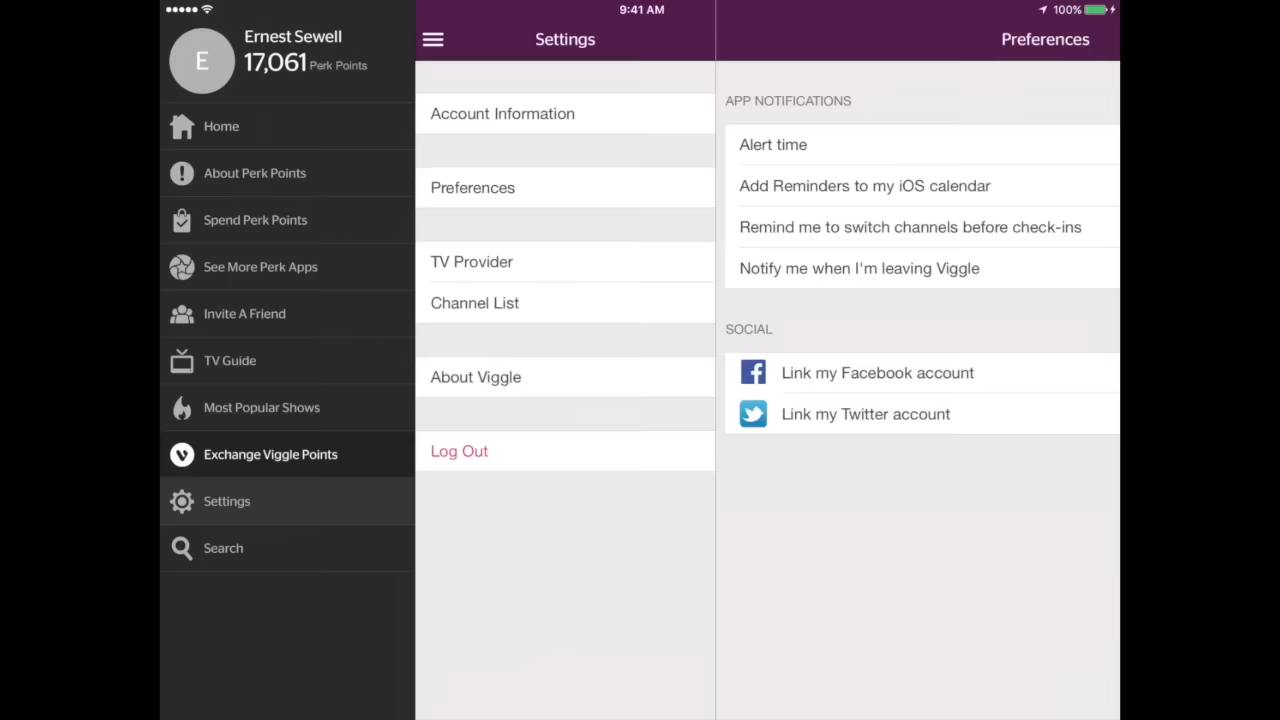 9:41 AM
100%
E
Ernest Sewell
17,061 Perk Points
Home
About Perk Points
Spend Perk Points
See More Perk Apps
Invite A Friend
TV Guide
Most Popular Shows
Exchange Viggle Points
Settings
Search
Settings
Account Information
Preferences
TV Provider
Channel List
About Viggle
Log Out
Preferences
APP NOTIFICATIONS
Alert time
Add Reminders to my iOS calendar
Remind me to switch channels before check-ins
Notify me when I'm leaving Viggle
SOCIAL
Link my Facebook account
Link my Twitter account